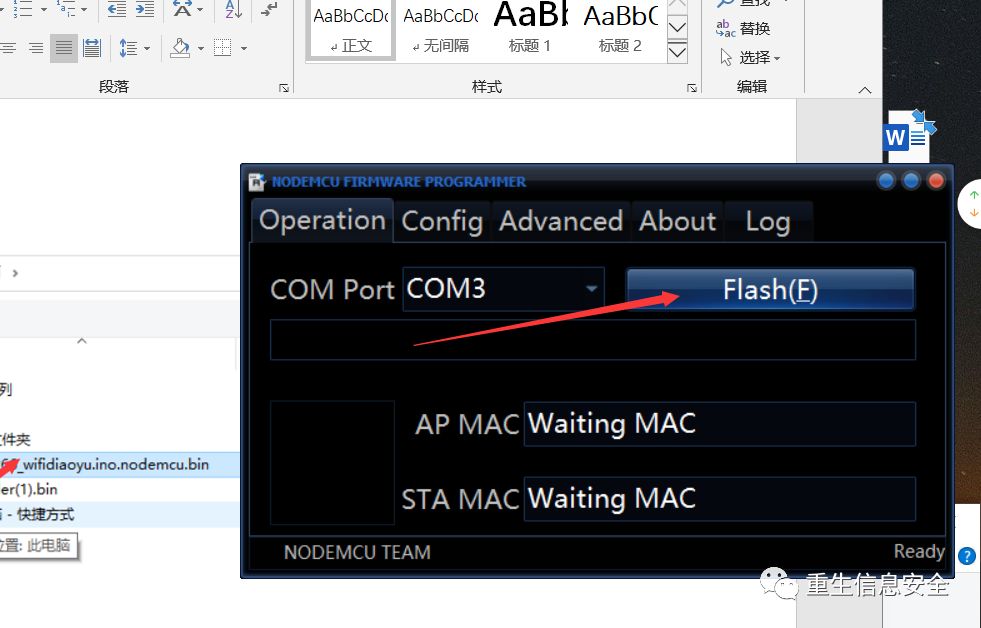 查找
AaBbCcDc AaBbCcDc AaBl AaBbC
正文 无间隔 标题 1 标题 2
替换
选择
段落 样式 编辑
W
NODEMCU FIRMWARE PROGRAMMER
Operation Config Advanced About Log
COM Port COM3 Flash(F)
AP MAC Waiting MAC
STA MAC Waiting MAC
NODEMCU TEAM Ready
列
文件夹
_wifidiaoyu.ino.nodemcu.bin
er(1).bin
- 快捷方式
位置: 此电脑
重生信息安全